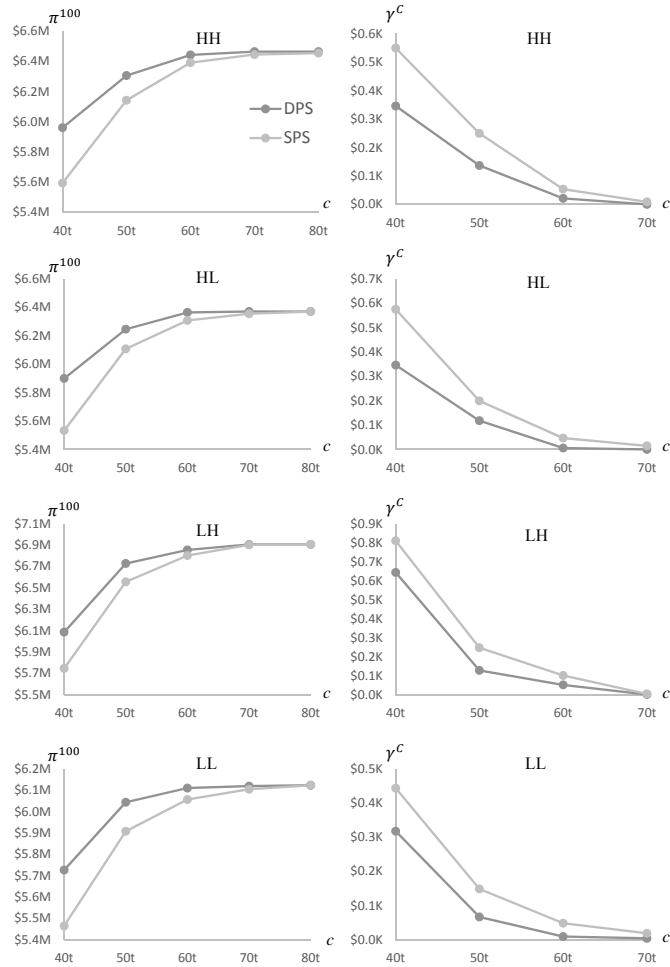 π¹⁰⁰ HH
$6.6M
$6.4M
$6.2M
$6.0M
$5.8M
$5.6M
$5.4M
DPS
SPS
c
40t 50t 60t 70t 80t
γᶜ HH
$0.6K
$0.5K
$0.4K
$0.3K
$0.2K
$0.1K
$0.0K
c
40t 50t 60t 70t
π¹⁰⁰ HL
$6.6M
$6.4M
$6.2M
$6.0M
$5.8M
$5.6M
$5.4M
c
40t 50t 60t 70t 80t
γᶜ HL
$0.7K
$0.6K
$0.5K
$0.4K
$0.3K
$0.2K
$0.1K
$0.0K
c
40t 50t 60t 70t
π¹⁰⁰ LH
$7.1M
$6.9M
$6.7M
$6.5M
$6.3M
$6.1M
$5.9M
$5.7M
$5.5M
c
40t 50t 60t 70t 80t
γᶜ LH
$0.9K
$0.8K
$0.7K
$0.6K
$0.5K
$0.4K
$0.3K
$0.2K
$0.1K
$0.0K
c
40t 50t 60t 70t
π¹⁰⁰ LL
$6.2M
$6.1M
$6.0M
$5.9M
$5.8M
$5.7M
$5.6M
$5.5M
$5.4M
c
40t 50t 60t 70t 80t
γᶜ LL
$0.5K
$0.4K
$0.3K
$0.2K
$0.1K
$0.0K
c
40t 50t 60t 70t